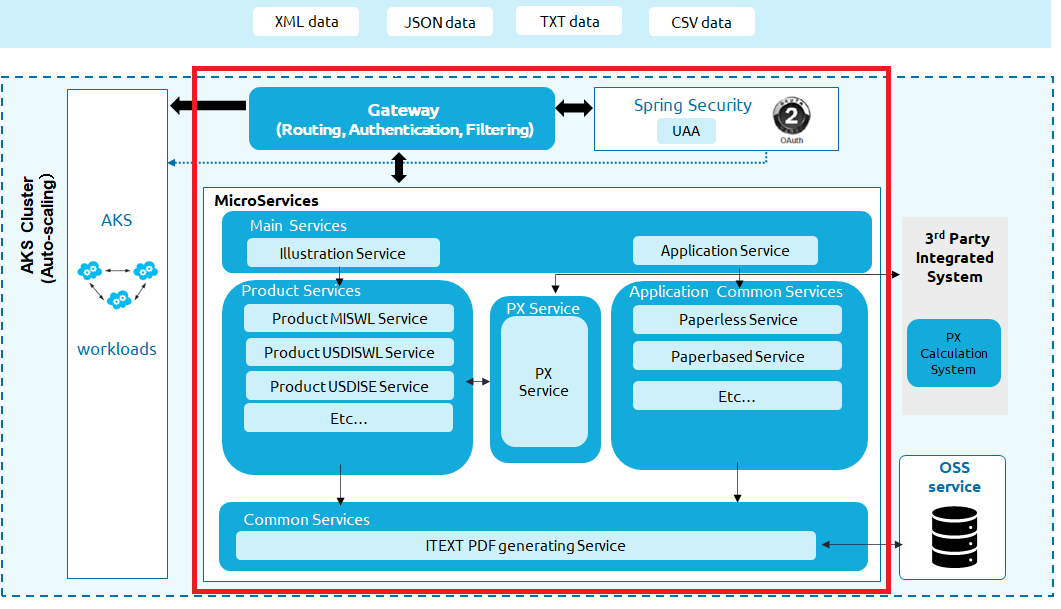 XML data
JSON data
TXT data
CSV data
AKS Cluster
(Auto-scaling)
AKS
workloads
Gateway
(Routing, Authentication, Filtering)
Spring Security
UAA
2
OAuth
MicroServices
Main Services
Illustration Service
Application Service
Product Services
Product MISWL Service
Product USDISWL Service
Product USDISE Service
Etc...
PX Service
PX
Service
Application Common Services
Paperless Service
Paperbased Service
Etc...
Common Services
ITEXT PDF generating Service
3rd Party
Integrated
System
PX
Calculation
System
OSS
service